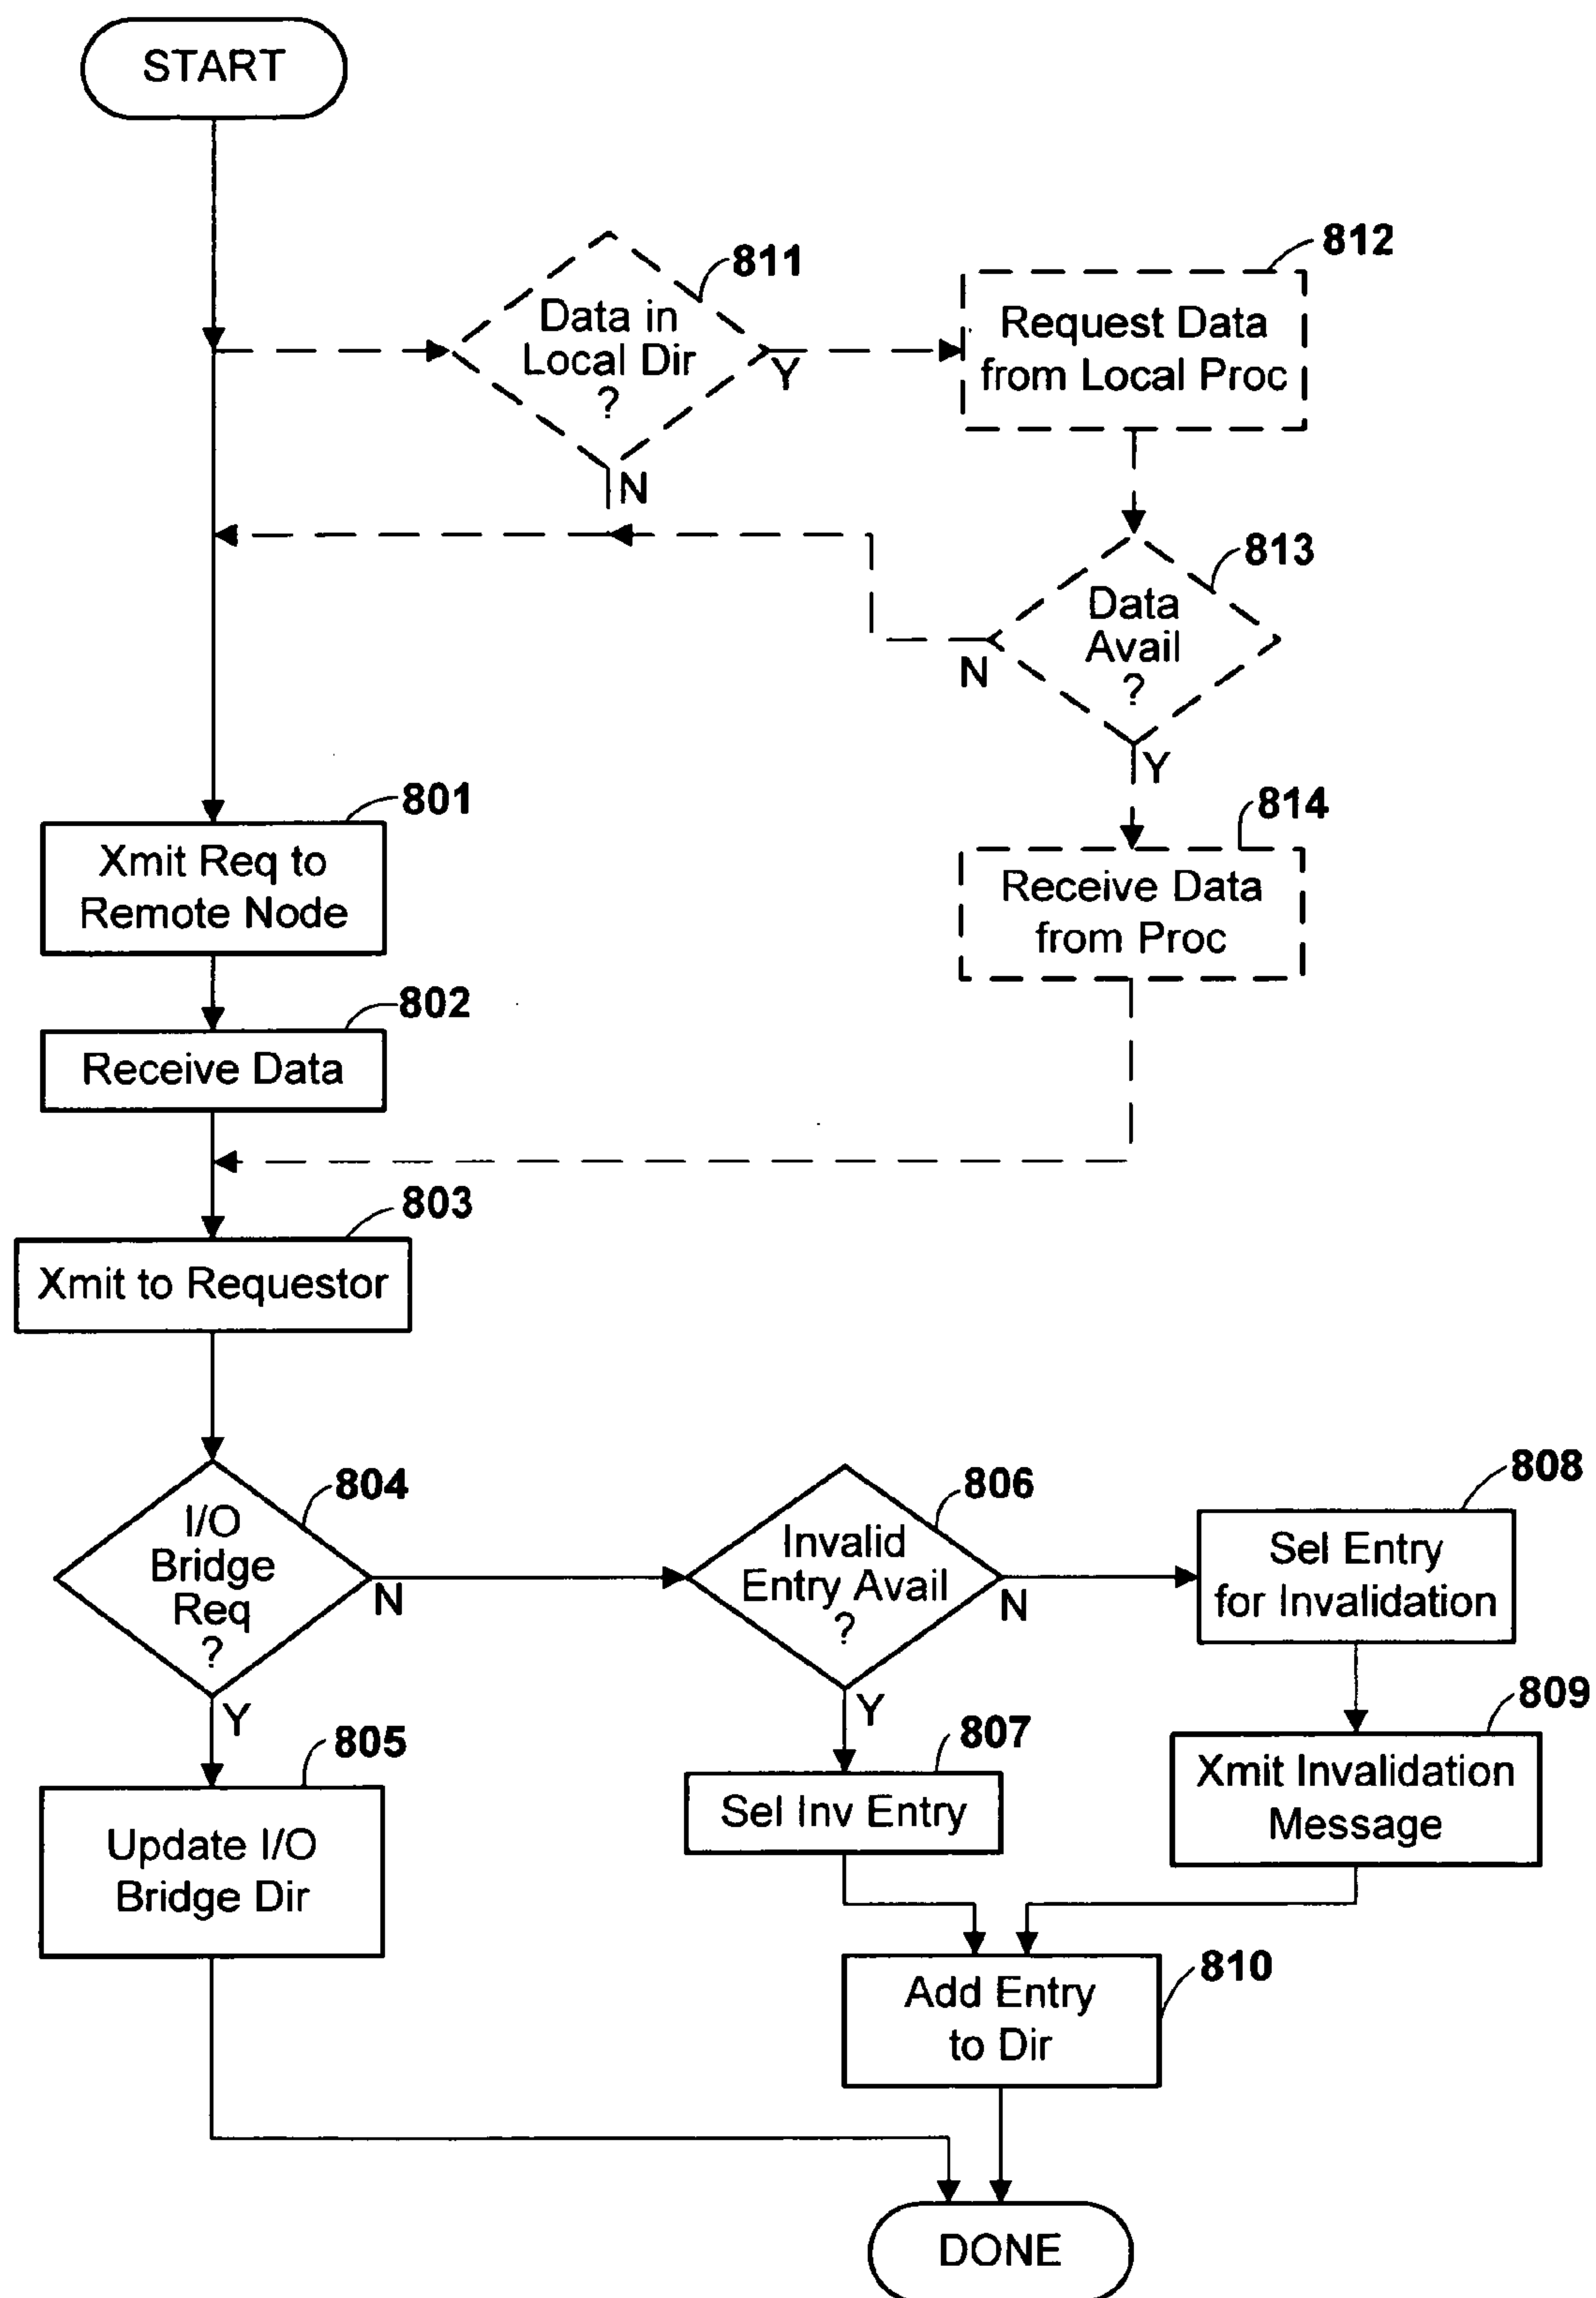 START
811
Data in
Local Dir
?
Y
N
812
Request Data
from Local Proc
813
Data
Avail
?
N
Y
814
Receive Data
from Proc
801
Xmit Req to
Remote Node
802
Receive Data
803
Xmit to Requestor
804
I/O
Bridge
Req
?
N
Y
805
Update I/O
Bridge Dir
806
Invalid
Entry Avail
?
N
Y
807
Sel Inv Entry
808
Sel Entry
for Invalidation
809
Xmit Invalidation
Message
810
Add Entry
to Dir
DONE